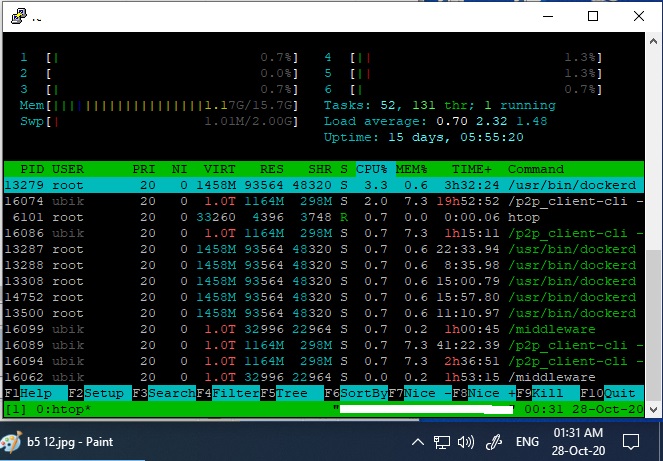 1 [| 0.7%] 4 [|| 1.3%]
2 [ 0.0%] 5 [|| 1.3%]
3 [| 0.7%] 6 [| 0.7%]
Mem[|||||||||||||||||||1.17G/15.7G] Tasks: 52, 131 thr; 1 running
Swp[| 1.01M/2.00G] Load average: 0.70 2.32 1.48
Uptime: 15 days, 05:55:20
PID USER PRI NI VIRT RES SHR S CPU% MEM% TIME+ Command
13279 root 20 0 1458M 93564 48320 S 3.3 0.6 3h32:24 /usr/bin/dockerd
16074 ubik 20 0 1.0T 1164M 298M S 2.0 7.3 19h52:52 /p2p_client-cli -
6101 root 20 0 33260 4396 3748 R 0.7 0.0 0:00.06 htop
16086 ubik 20 0 1.0T 1164M 298M S 0.7 7.3 1h15:11 /p2p_client-cli -
13287 root 20 0 1458M 93564 48320 S 0.7 0.6 22:33.94 /usr/bin/dockerd
13288 root 20 0 1458M 93564 48320 S 0.7 0.6 8:35.98 /usr/bin/dockerd
13308 root 20 0 1458M 93564 48320 S 0.7 0.6 15:00.79 /usr/bin/dockerd
14752 root 20 0 1458M 93564 48320 S 0.7 0.6 15:57.80 /usr/bin/dockerd
13500 root 20 0 1458M 93564 48320 S 0.7 0.6 11:10.97 /usr/bin/dockerd
16099 ubik 20 0 1.0T 32996 22964 S 0.7 0.2 1h00:45 /middleware
16089 ubik 20 0 1.0T 1164M 298M S 0.7 7.3 41:22.39 /p2p_client-cli -
16094 ubik 20 0 1.0T 1164M 298M S 0.7 7.3 2h36:51 /p2p_client-cli -
16062 ubik 20 0 1.0T 32996 22964 S 0.0 0.2 1h53:15 /middleware
F1Help F2Setup F3SearchF4FilterF5Tree F6SortByF7Nice -F8Nice +F9Kill F10Quit
[1] 0:htop* " " 00:31 28-Oct-20
b5 12.jpg - Paint ENG 01:31 AM
28-Oct-20